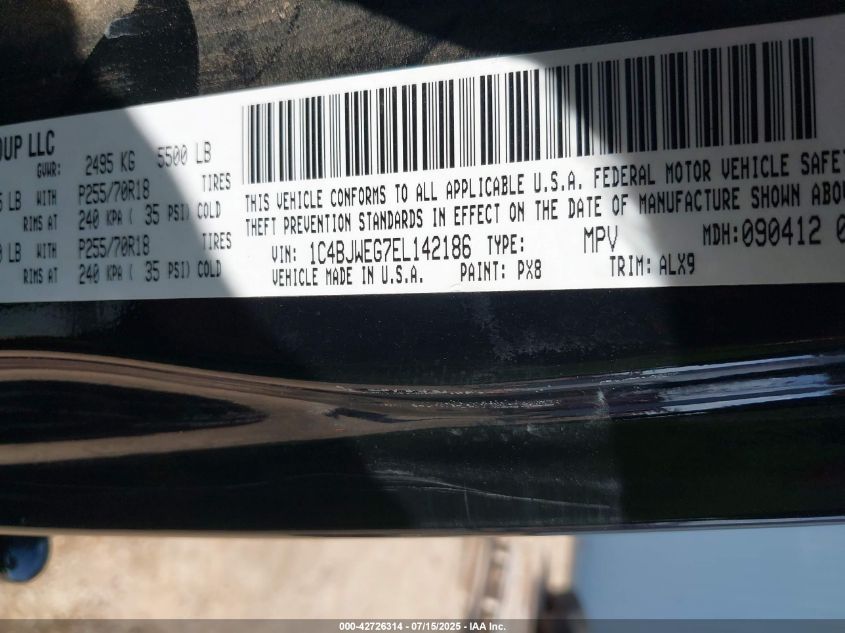 OUP LLC
GVWR: 2495 KG 5500 LB
LB WITH P255/70R18 TIRES
RIMS AT 240 KPA ( 35 PSI) COLD
LB WITH P255/70R18 TIRES
RIMS AT 240 KPA ( 35 PSI) COLD
THIS VEHICLE CONFORMS TO ALL APPLICABLE U.S.A. FEDERAL MOTOR VEHICLE SAFE
THEFT PREVENTION STANDARDS IN EFFECT ON THE DATE OF MANUFACTURE SHOWN ABO
VIN: 1C4BJWEG7EL142186 TYPE: MPV MDH:090412 0
VEHICLE MADE IN U.S.A. PAINT: PX8 TRIM: ALX9
000-42726314 - 07/15/2025 - IAA Inc.